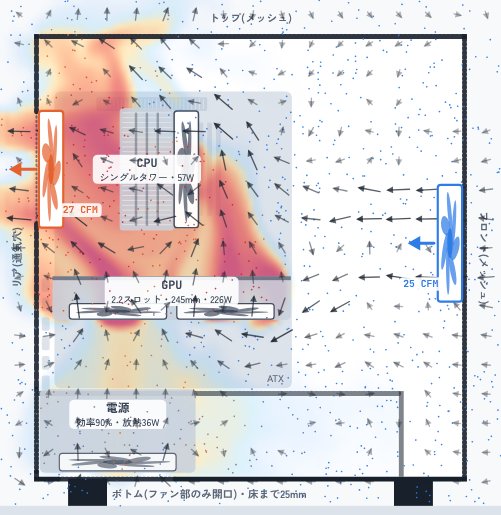 トップ(メッシュ)
CPU
シングルタワー・57W
27 CFM
リア(通気穴)
フロント(メッシュ)
25 CFM
GPU
2.2スロット・245mm・226W
ATX
電源
効率90%・放熱36W
ボトム(ファン部のみ開口)・床まで25mm